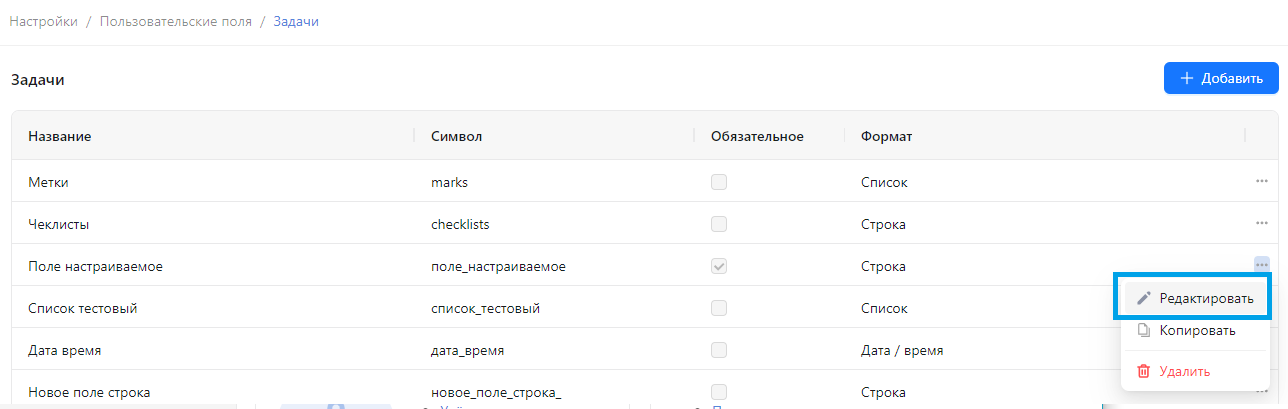 Настройки / Пользовательские поля / Задачи
Задачи
Добавить
Название Символ Обязательное Формат
Метки marks Список
Чеклисты checklists Строка
Поле настраиваемое поле_настраиваемое Строка
Редактировать
Список тестовый список_тестовый Список
Копировать
Дата время дата_время Дата / время
Удалить
Новое поле строка новое_поле_строка_ Строка